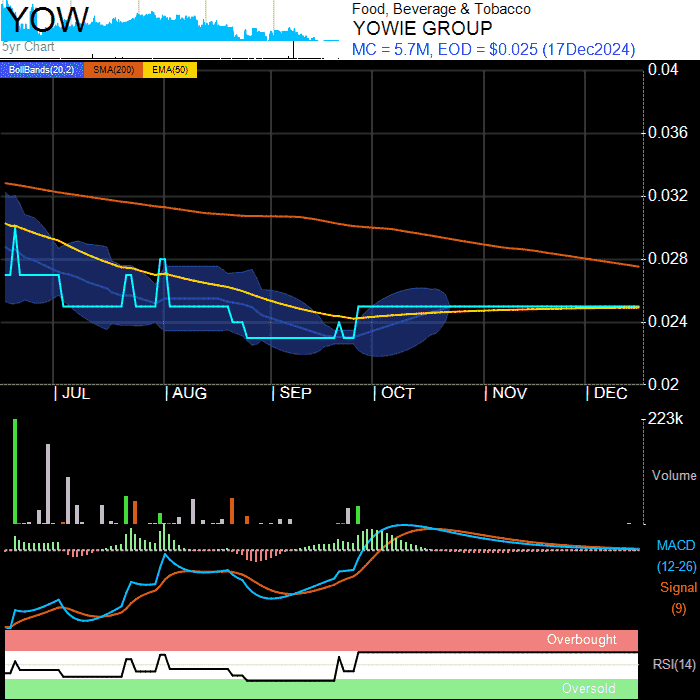 YOW
5yr Chart
Food, Beverage & Tobacco
YOWIE GROUP
MC = 5.7M, EOD = $0.025 (17Dec2024)
BollBands(20,2) SMA(200) EMA(50)
0.04
0.036
0.032
0.028
0.024
0.02
| JUL | AUG | SEP | OCT | NOV | DEC
223k
Volume
MACD
(12-26)
Signal
(9)
Overbought
RSI(14)
Oversold